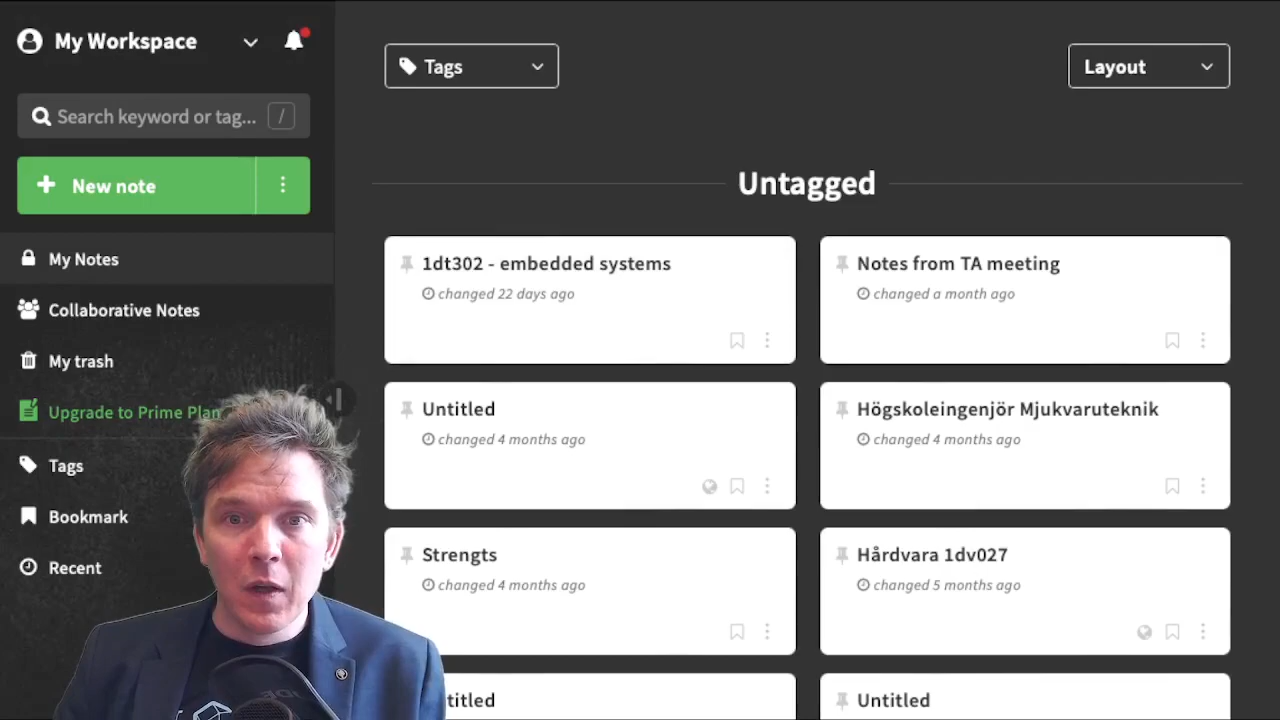 My Workspace
Search keyword or tag... /
New note
My Notes
Collaborative Notes
My trash
Upgrade to Prime Plan
Tags
Bookmark
Recent
Tags
Layout
Untagged
1dt302 - embedded systems
changed 22 days ago
Notes from TA meeting
changed a month ago
Untitled
changed 4 months ago
Högskoleingenjör Mjukvaruteknik
changed 4 months ago
Strengts
changed 4 months ago
Hårdvara 1dv027
changed 5 months ago
titled
Untitled